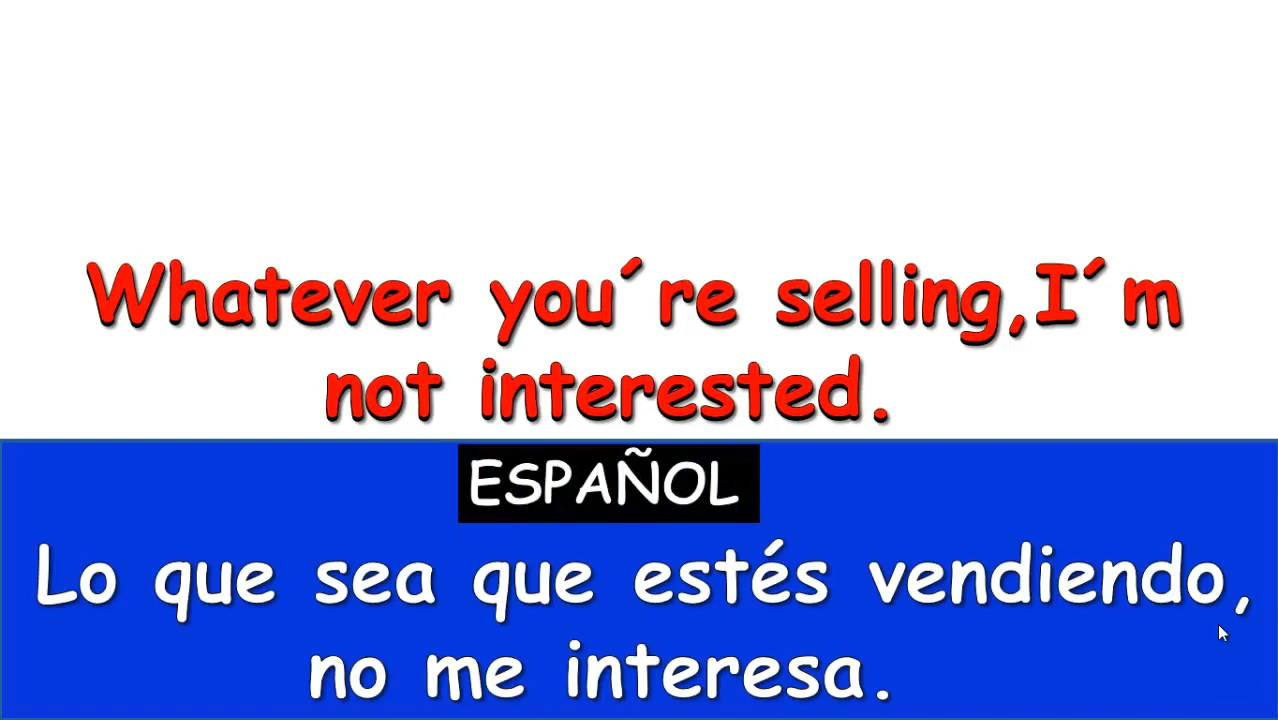 Whatever you´re selling,I´m
not interested.
ESPAÑOL
Lo que sea que estés vendiendo,
no me interesa.